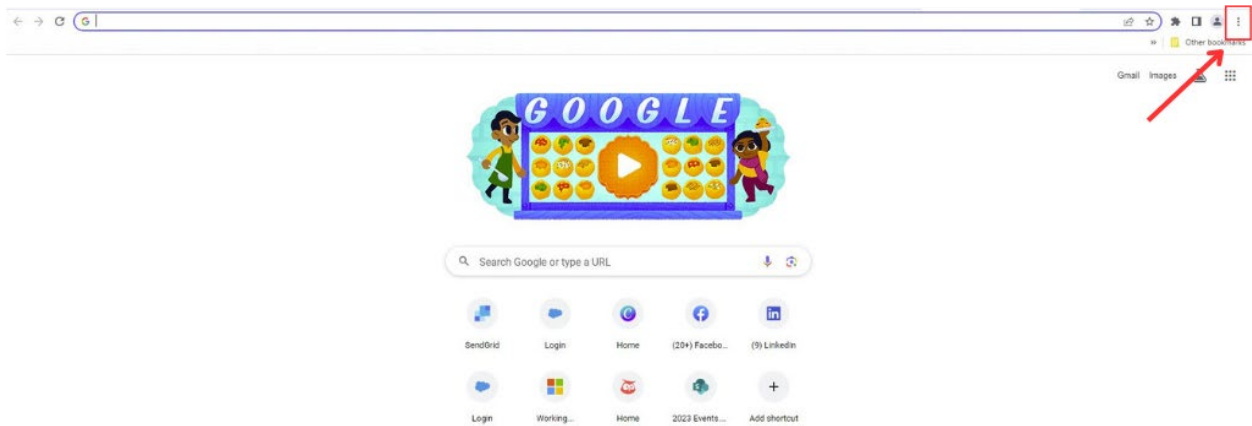 Other bookmarks
Gmail Images
GOOGLE
Search Google or type a URL
SendGrid Login Home (20+) Facebo... (9) LinkedIn
Login Working... Home 2023 Events... Add shortcut